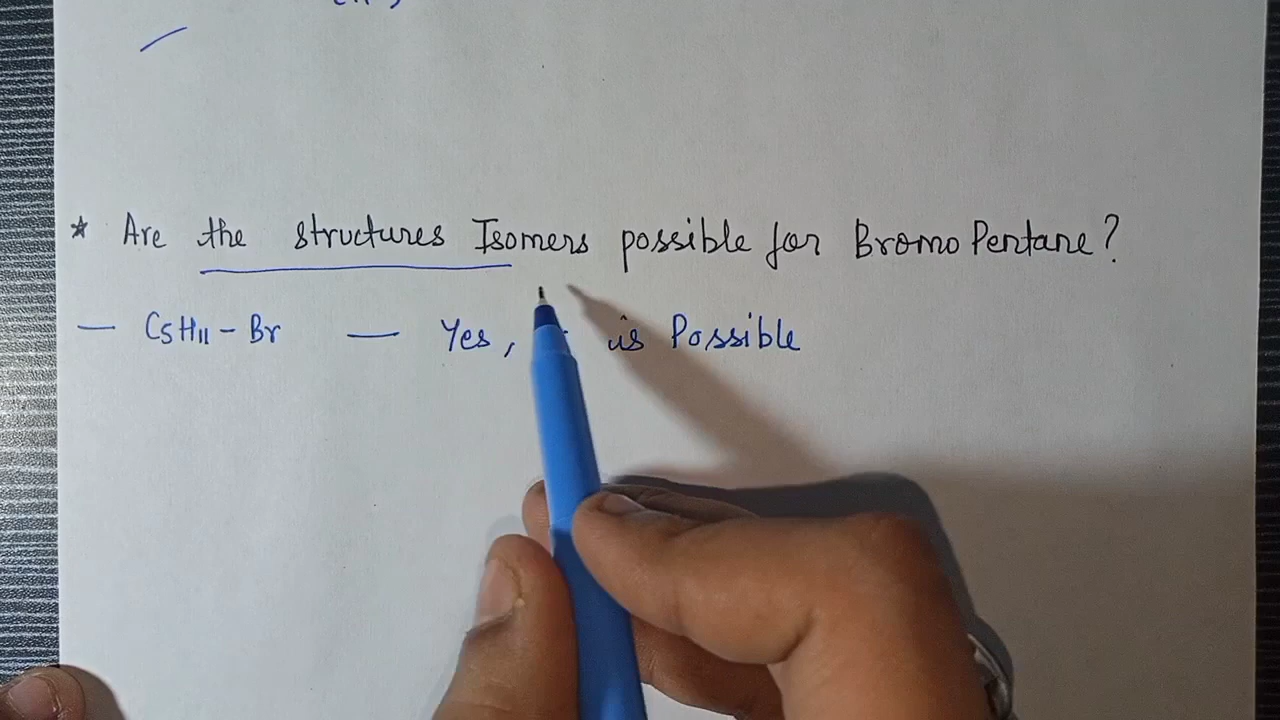 * Are the structures Isomers possible for Bromo Pentane?
— C5H11 - Br — Yes, is Possible